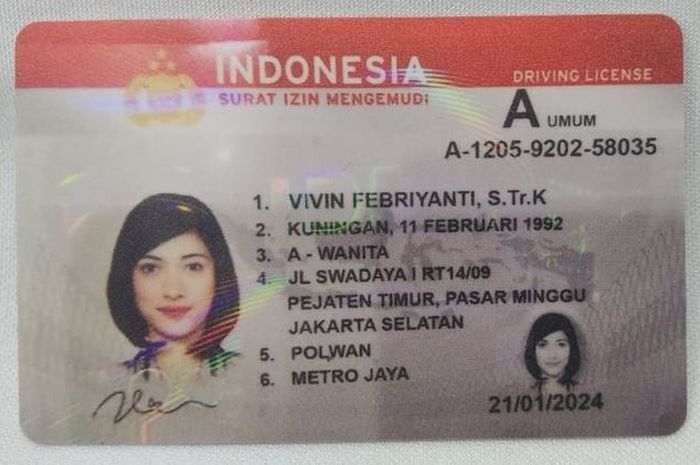 INDONESIA
SURAT IZIN MENGEMUDI
DRIVING LICENSE
A UMUM
A-1205-9202-58035
1. VIVIN FEBRIYANTI, S.Tr.K
2. KUNINGAN, 11 FEBRUARI 1992
3. A - WANITA
4. JL SWADAYA I RT14/09
PEJATEN TIMUR, PASAR MINGGU
JAKARTA SELATAN
5. POLWAN
6. METRO JAYA
21/01/2024